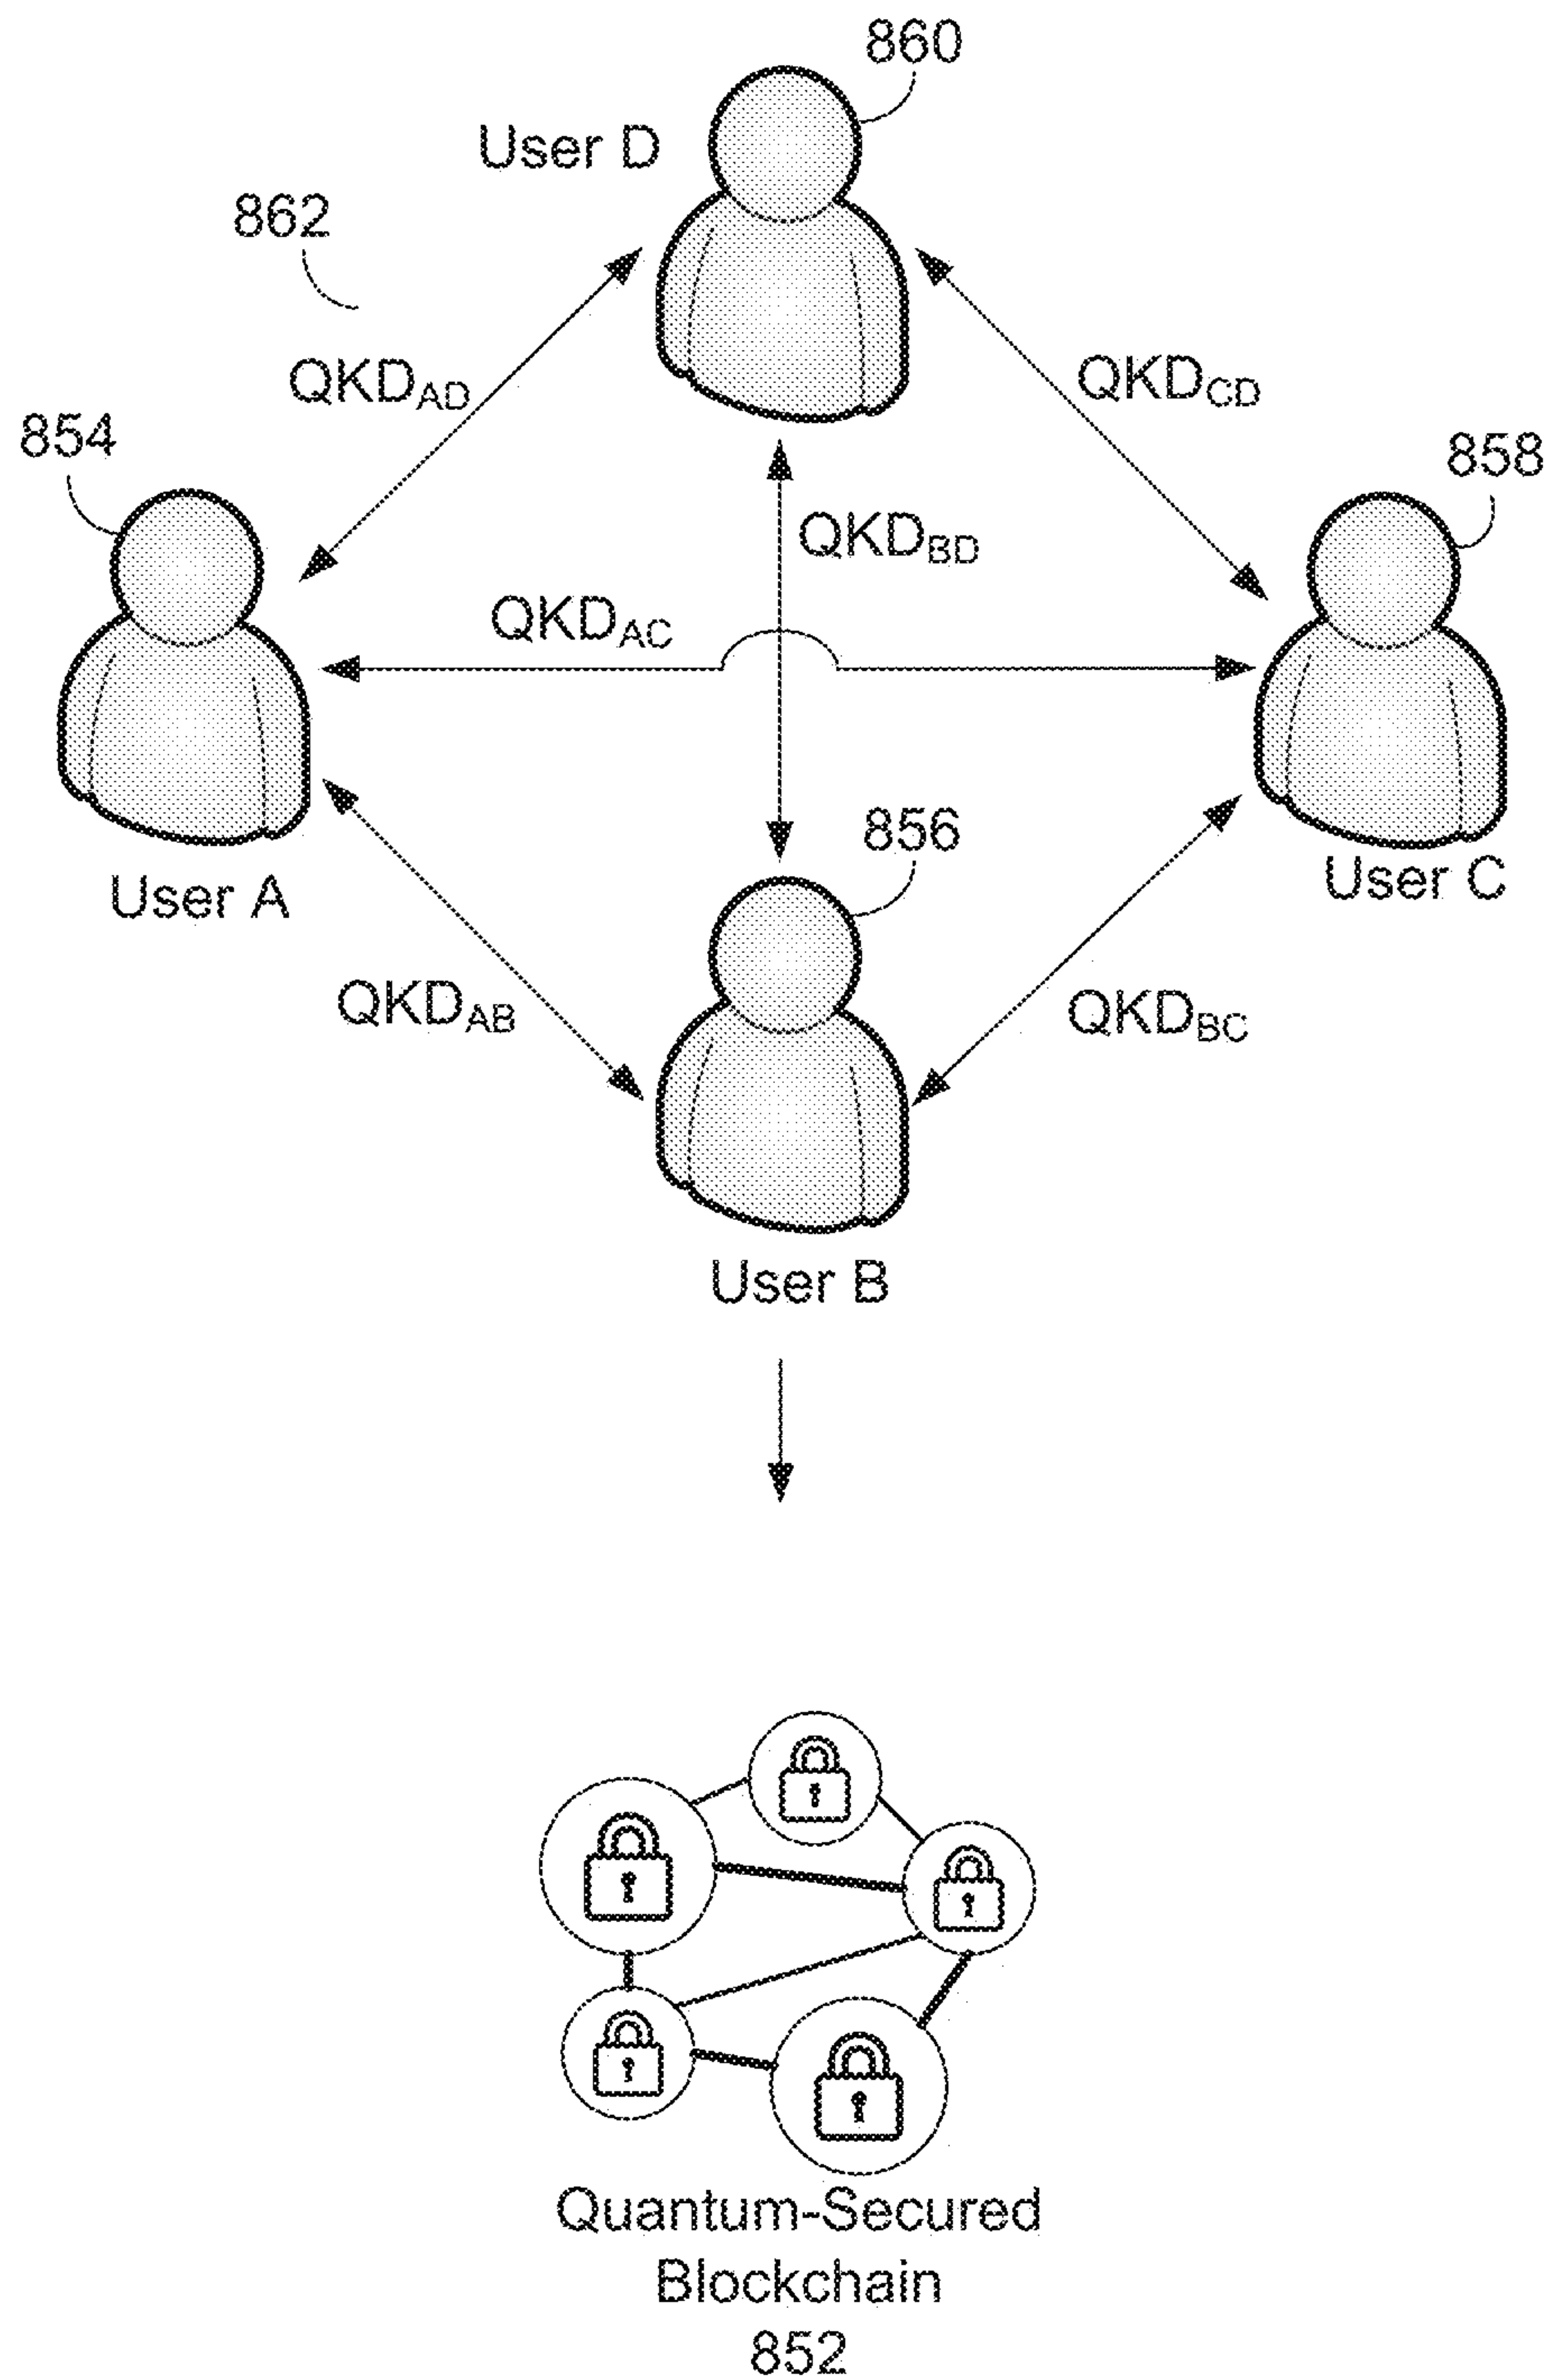 860
User D
862
QKDAD
QKDCD
854
858
QKDBD
QKDAC
856
User A
User C
QKDAB
QKDBC
User B
Quantum-Secured
Blockchain
852